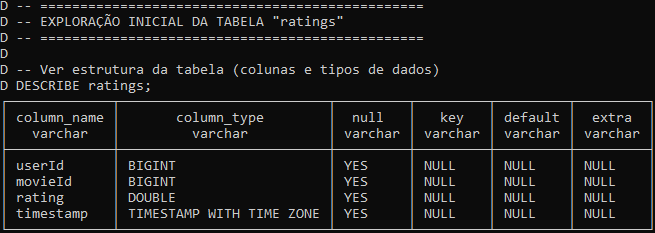 D -- ===============================================
D -- EXPLORAÇÃO INICIAL DA TABELA "ratings"
D -- ===============================================
D
D -- Ver estrutura da tabela (colunas e tipos de dados)
D DESCRIBE ratings;
column_name column_type null key default extra
varchar varchar varchar varchar varchar varchar
userId BIGINT YES NULL NULL NULL
movieId BIGINT YES NULL NULL NULL
rating DOUBLE YES NULL NULL NULL
timestamp TIMESTAMP WITH TIME ZONE YES NULL NULL NULL